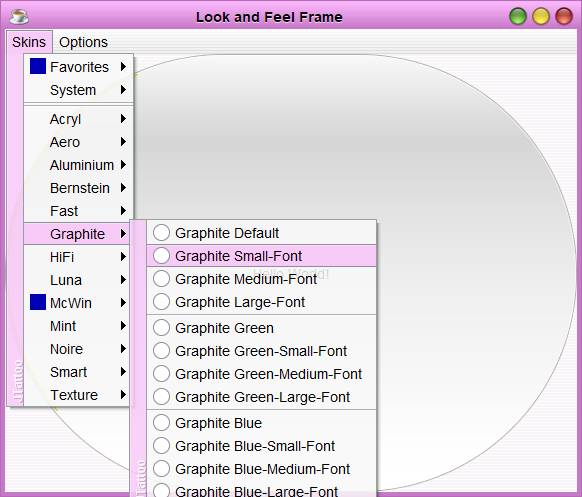 Look and Feel Frame
Skins Options
Favorites
System
Acryl
Aero
Aluminium
Bernstein
Fast
Graphite
HiFi
Luna
McWin
Mint
Noire
Smart
Texture
JTattoo
Graphite Default
Graphite Small-Font
Hello World!
Graphite Medium-Font
Graphite Large-Font
Graphite Green
Graphite Green-Small-Font
Graphite Green-Medium-Font
Graphite Green-Large-Font
Graphite Blue
Graphite Blue-Small-Font
Graphite Blue-Medium-Font
Graphite Blue-Large-Font
JTattoo